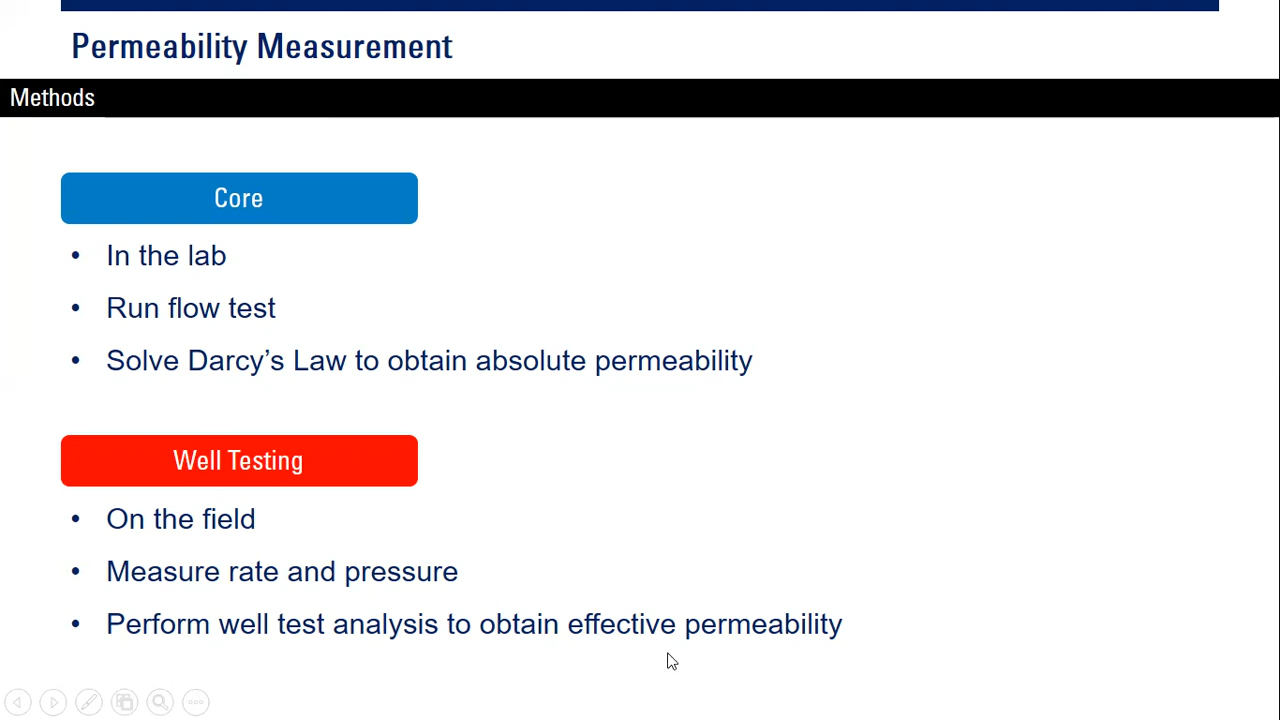 Permeability Measurement
Methods
Core
• In the lab
• Run flow test
• Solve Darcy’s Law to obtain absolute permeability
Well Testing
• On the field
• Measure rate and pressure
• Perform well test analysis to obtain effective permeability